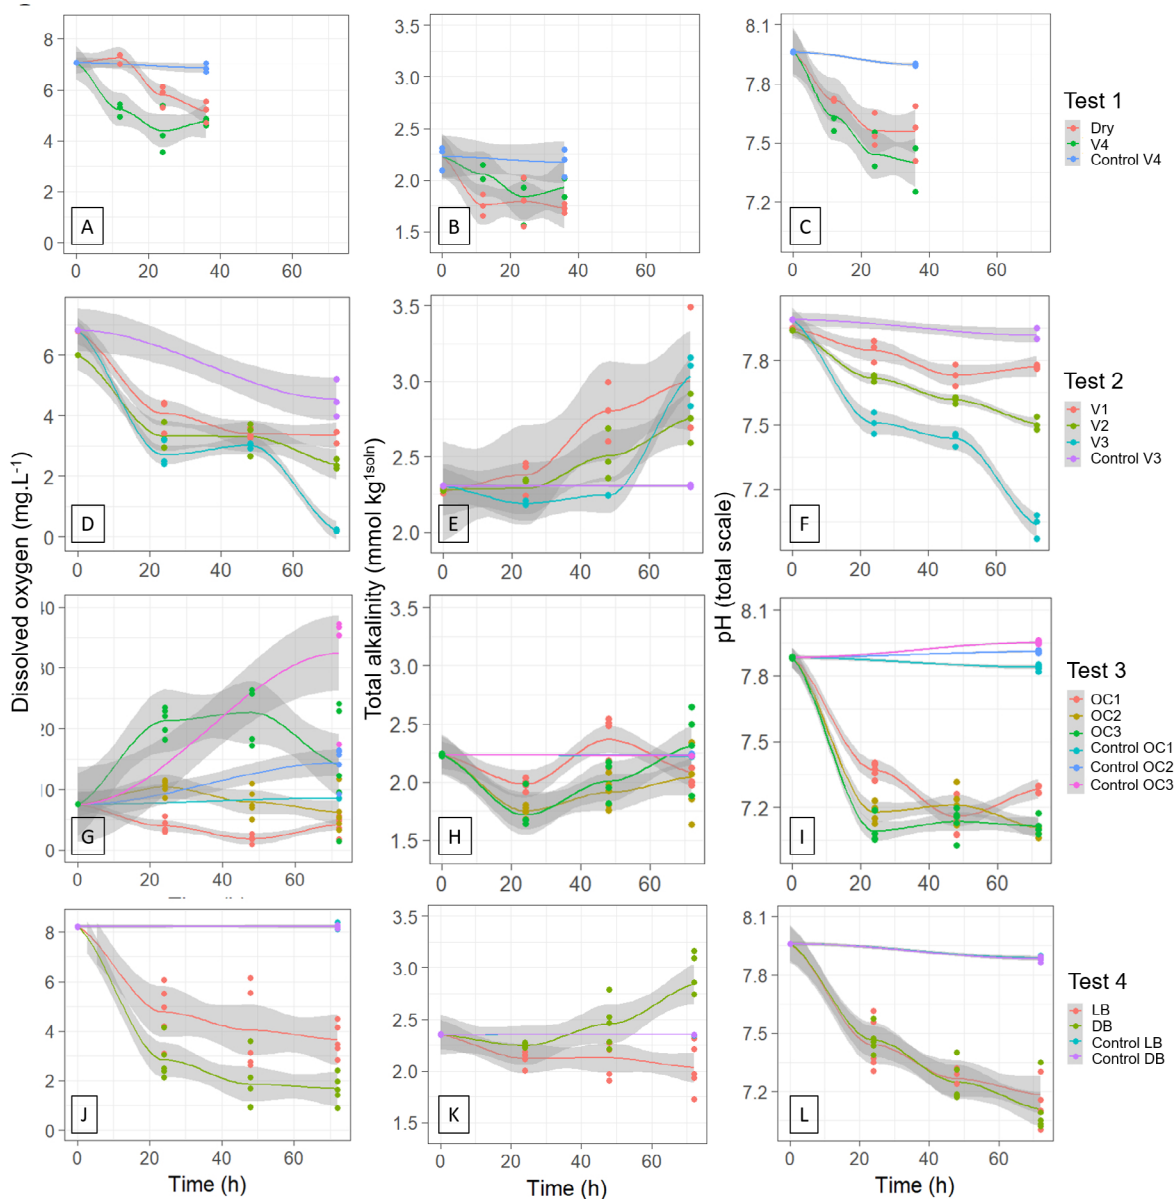 8
6
4
2
0
A
0 20 40 60
3.5
3.0
2.5
2.0
1.5
B
0 20 40 60
8.1
7.8
7.5
7.2
C
0 20 40 60
Test 1
Dry
V4
Control V4
6
4
2
0
D
0 20 40 60
3.5
3.0
2.5
2.0
E
0 20 40 60
7.8
7.5
7.2
F
0 20 40 60
Test 2
V1
V2
V3
Control V3
Dissolved oxygen (mg.L-1)
Total alkalinity (mmol kg1soln)
pH (total scale)
40
30
20
10
0
G
0 20 40 60
3.5
3.0
2.5
2.0
1.5
H
0 20 40 60
8.1
7.8
7.5
7.2
I
0 20 40 60
Test 3
OC1
OC2
OC3
Control OC1
Control OC2
Control OC3
8
6
4
2
0
J
0 20 40 60
Time (h)
3.5
3.0
2.5
2.0
1.5
K
0 20 40 60
Time (h)
8.1
7.8
7.5
7.2
L
0 20 40 60
Time (h)
Test 4
LB
DB
Control LB
Control DB